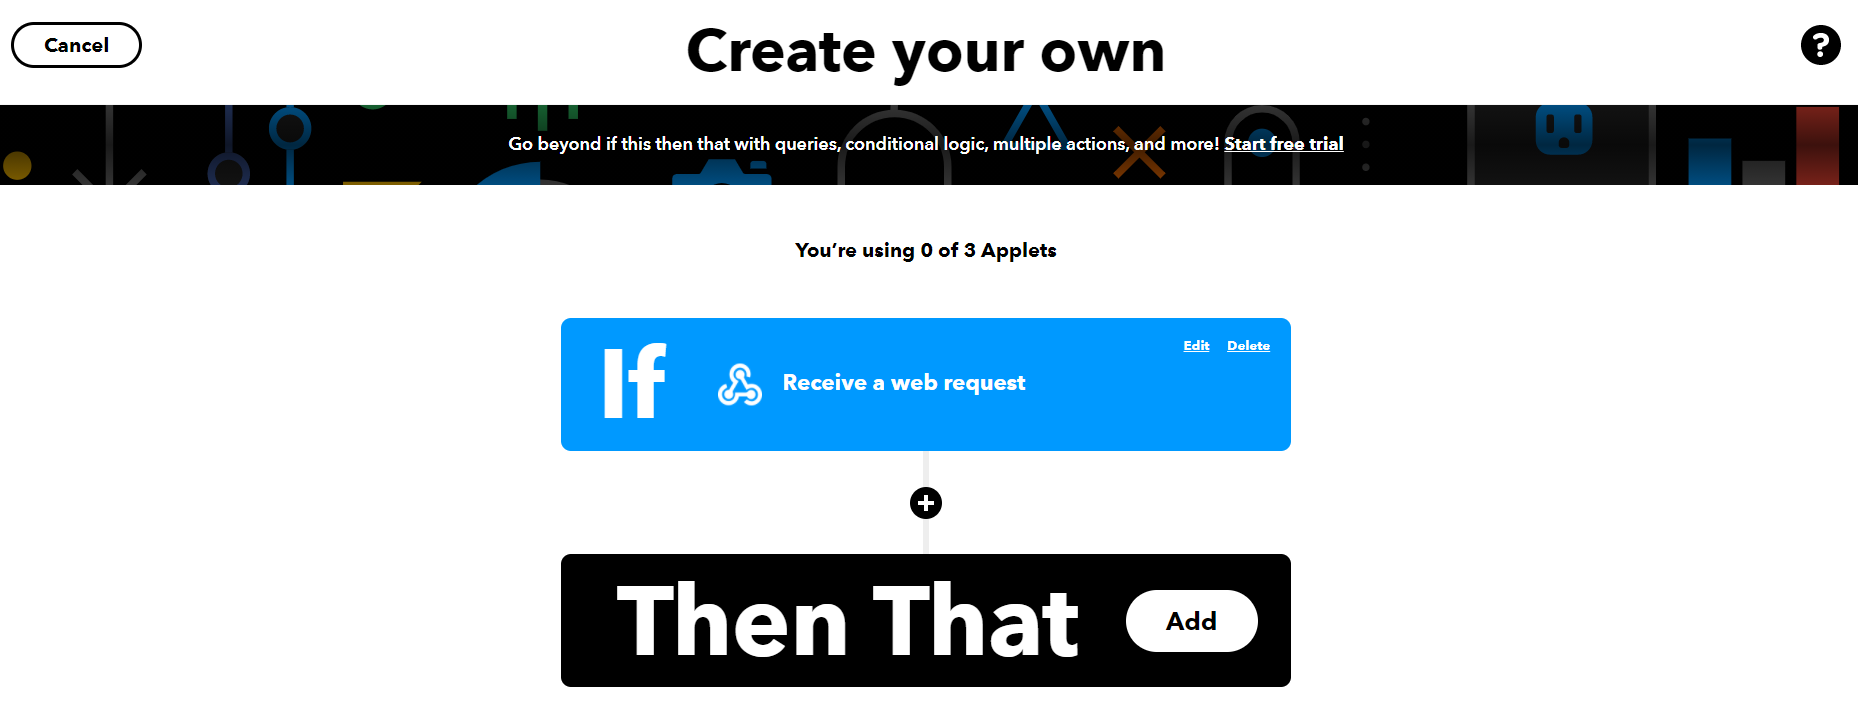 Cancel
Create your own
?
Go beyond if this then that with queries, conditional logic, multiple actions, and more! Start free trial
You’re using 0 of 3 Applets
If
Receive a web request
Edit
Delete
Then That
Add